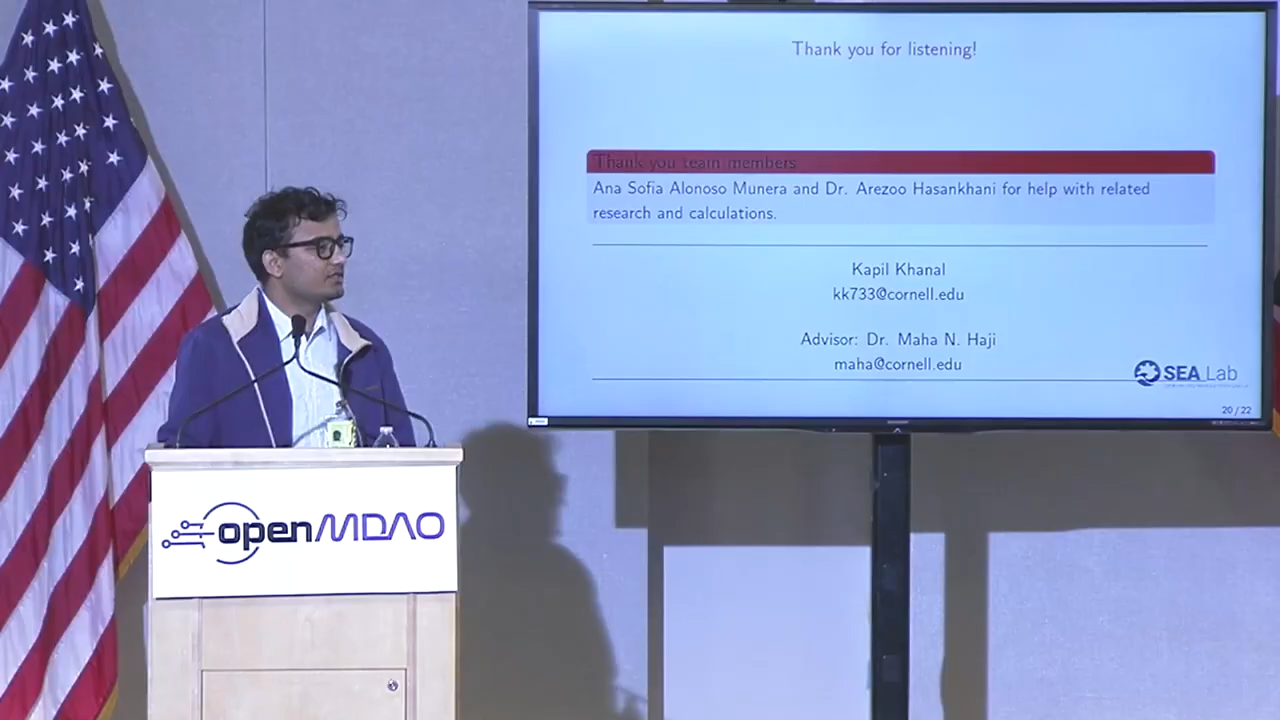 Thank you for listening!
Thank you team members
Ana Sofia Alonoso Munera and Dr. Arezoo Hasankhani for help with related
research and calculations.
Kapil Khanal
kk733@cornell.edu
Advisor: Dr. Maha N. Haji
maha@cornell.edu
SEA Lab
20 / 22
openMDAO